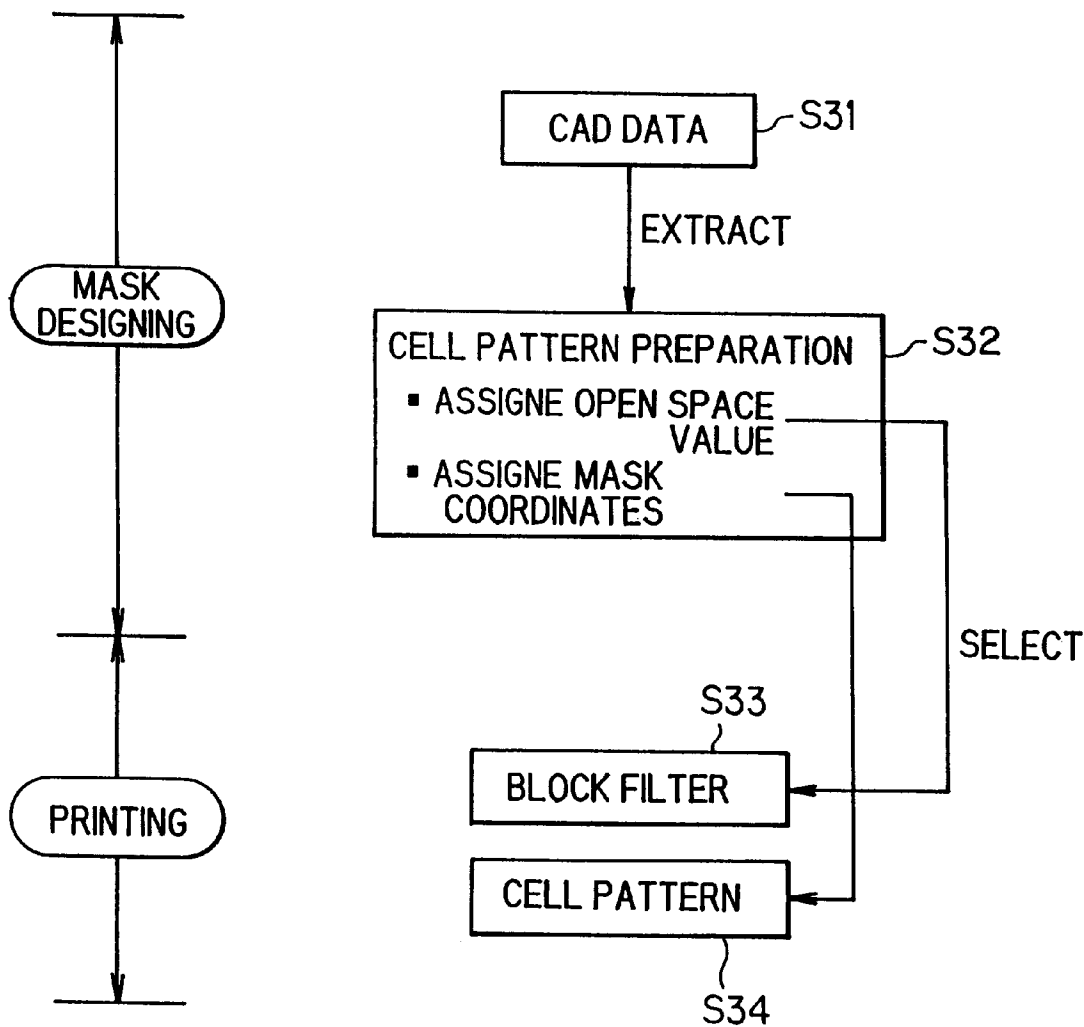 CAD DATA
S31
EXTRACT
MASK
DESIGNING
CELL PATTERN PREPARATION
S32
▪ ASSIGNE OPEN SPACE
VALUE
▪ ASSIGNE MASK
COORDINATES
SELECT
S33
BLOCK FILTER
PRINTING
CELL PATTERN
S34